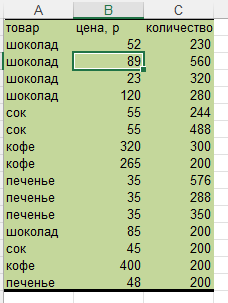 A B C
товар цена, р количество
шоколад 52 230
шоколад 89 560
шоколад 23 320
шоколад 120 280
сок 55 244
сок 55 488
кофе 320 300
кофе 265 200
печенье 35 576
печенье 35 288
печенье 35 350
шоколад 85 200
сок 45 200
кофе 400 200
печенье 48 200